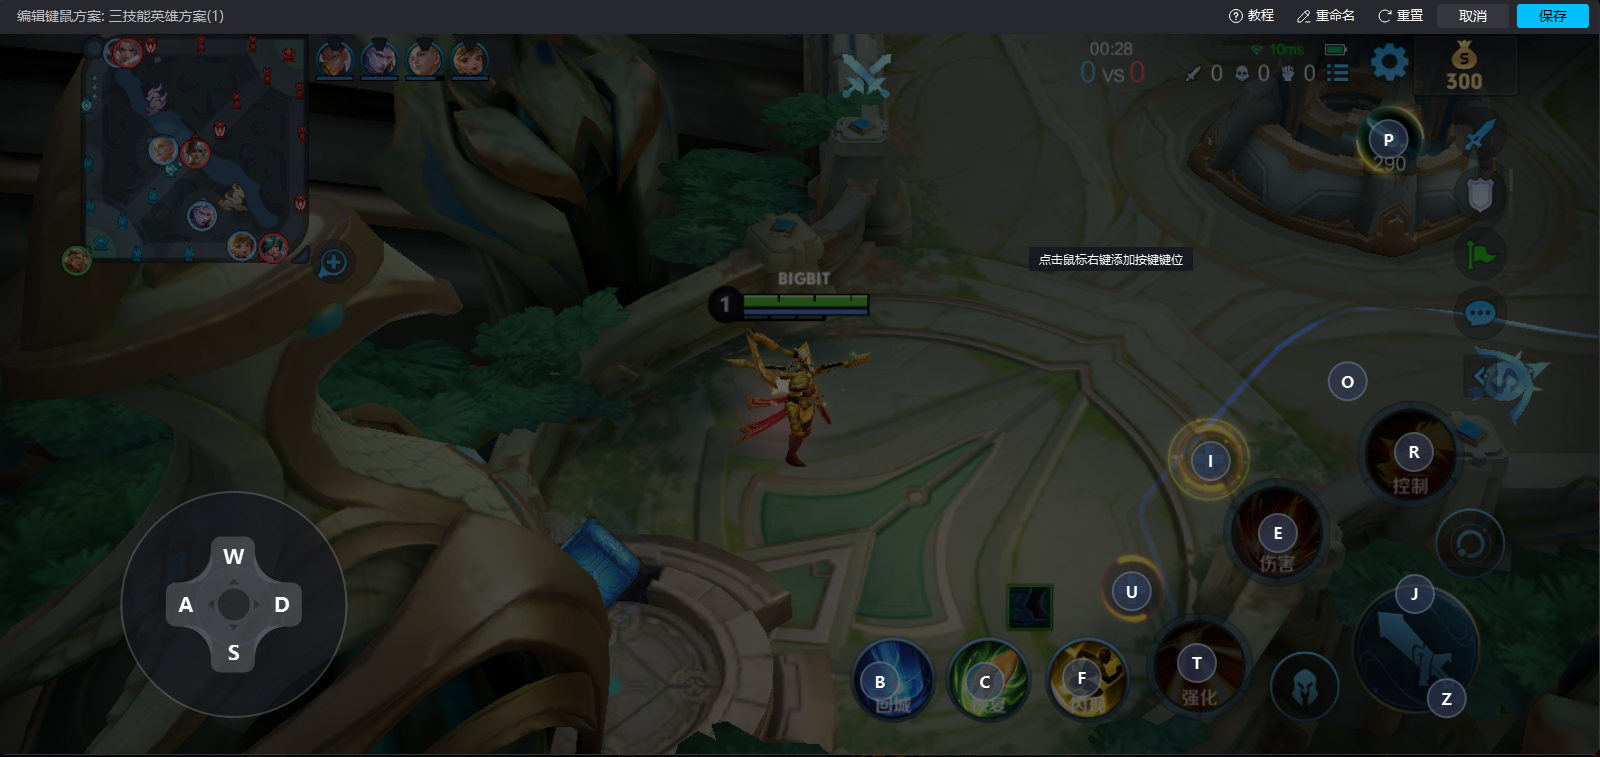 编辑键鼠方案: 三技能英雄方案(1)
教程 重命名 重置 取消 保存
00:28
10ms
0 VS 0
0 0 0
300
P
290
点击鼠标右键添加按键键位
BIGBIT
1
O
R
控制
I
E
伤害
W
A D
S
U
J
T
强化
B
回城
C
恢复
F
闪现
Z